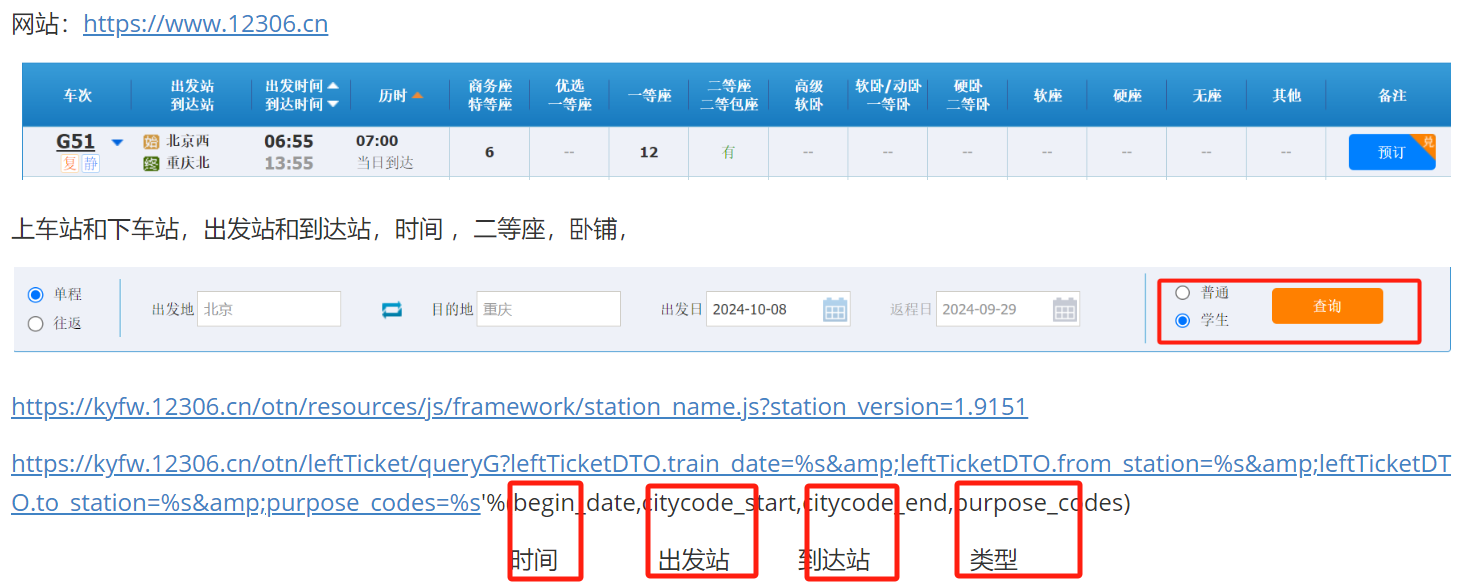 网站：https://www.12306.cn
车次 出发站 到达站 出发时间 到达时间 历时 商务座 特等座 优选 一等座 一等座 二等座 二等包座 高级 软卧 软卧/动卧 一等卧 硬卧 二等卧 软座 硬座 无座 其他 备注
G51 始 北京西 06:55 07:00 6 -- 12 有 -- -- -- -- -- -- -- 预订 兑
复 静 终 重庆北 13:55 当日到达
上车站和下车站，出发站和到达站，时间 ，二等座，卧铺，
单程 出发地 北京 目的地 重庆 出发日 2024-10-08 返程日 2024-09-29 普通 查询
往返 学生
https://kyfw.12306.cn/otn/resources/js/framework/station_name.js?station_version=1.9151
https://kyfw.12306.cn/otn/leftTicket/queryG?leftTicketDTO.train_date=%s&amp;leftTicketDTO.from_station=%s&amp;leftTicketDT
O.to_station=%s&amp;purpose_codes=%s'%(begin_date,citycode_start,citycode_end,purpose_codes)
时间 出发站 到达站 类型